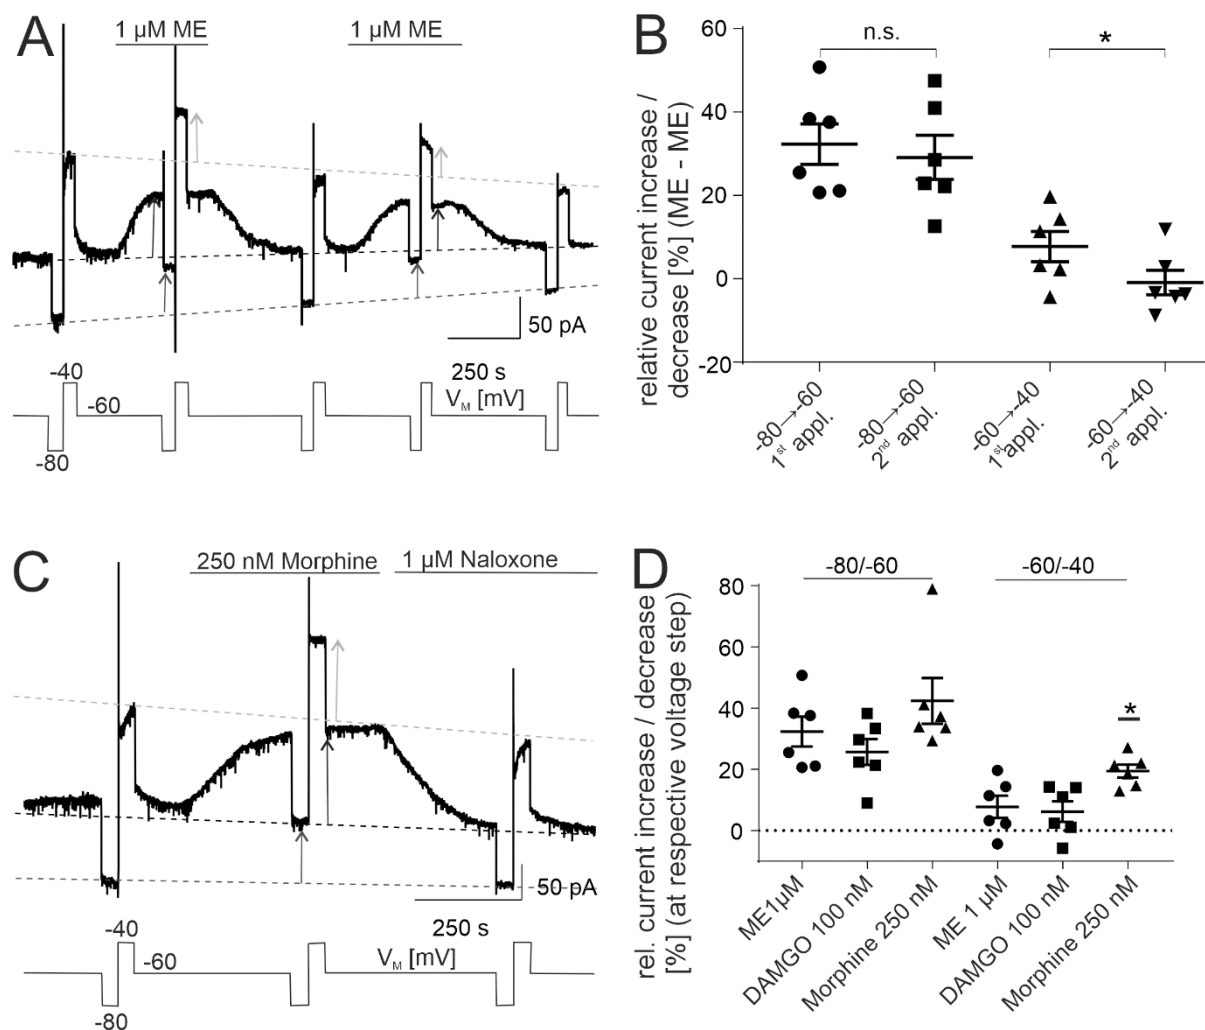 A
1 µM ME
1 µM ME
50 pA
250 s
-40
-60
-80
V_M [mV]
B
relative current increase /
decrease [%] (ME - ME)
60
40
20
0
-20
n.s.
*
-80→-60
1st appl.
-80→-60
2nd appl.
-60→-40
1st appl.
-60→-40
2nd appl.
C
250 nM Morphine
1 µM Naloxone
50 pA
250 s
-40
-60
-80
V_M [mV]
D
rel. current increase / decrease
[%] (at respective voltage step)
80
60
40
20
0
-80/-60
-60/-40
*
ME1µM
DAMGO 100 nM
Morphine 250 nM
ME 1 µM
DAMGO 100 nM
Morphine 250 nM